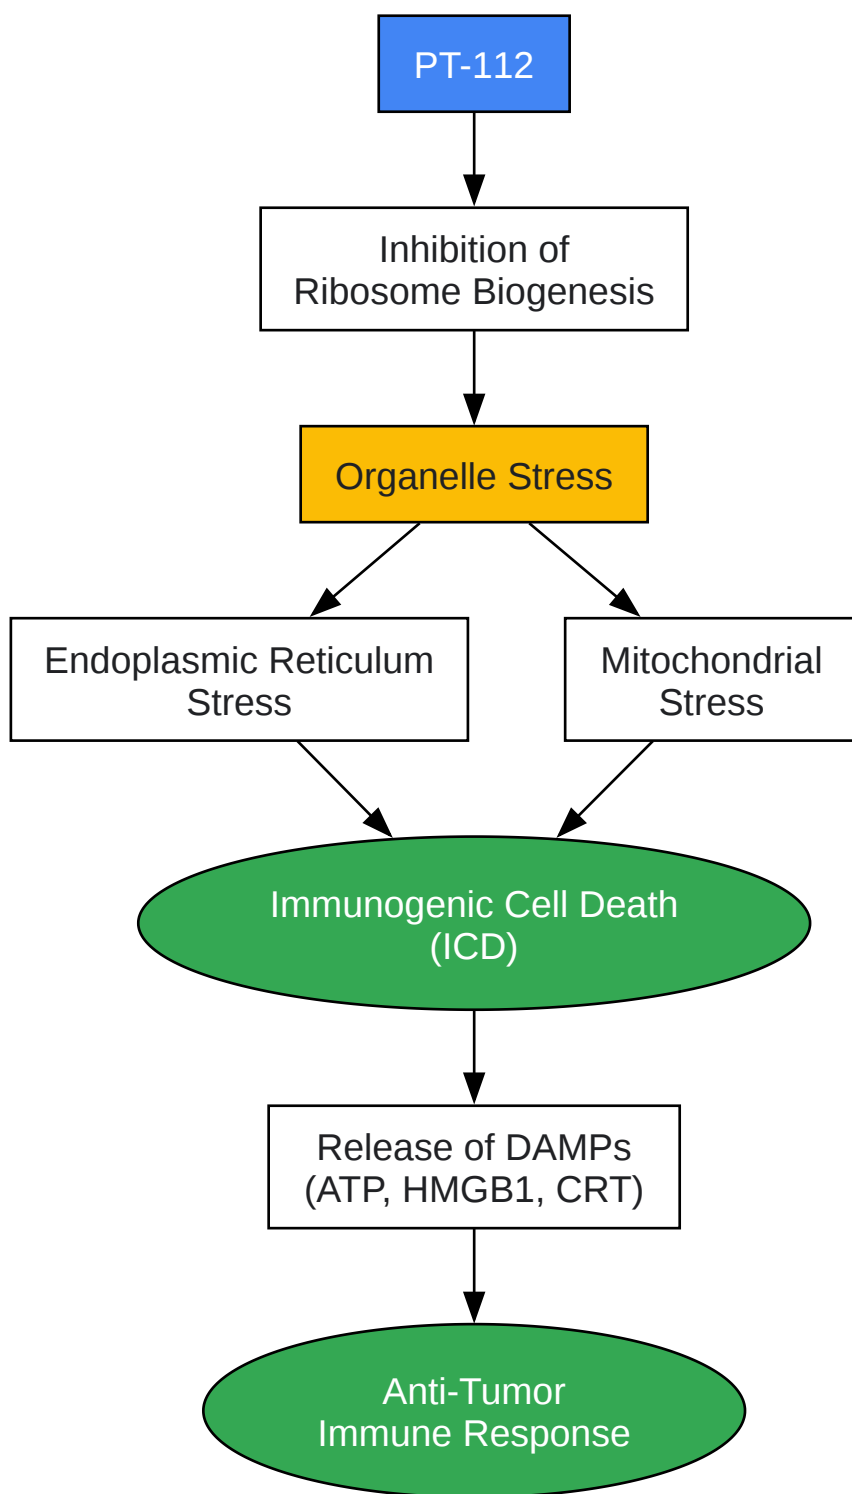 PT-112
Inhibition of
Ribosome Biogenesis
Organelle Stress
Endoplasmic Reticulum
Stress
Mitochondrial
Stress
Immunogenic Cell Death
(ICD)
Release of DAMPs
(ATP, HMGB1, CRT)
Anti-Tumor
Immune Response